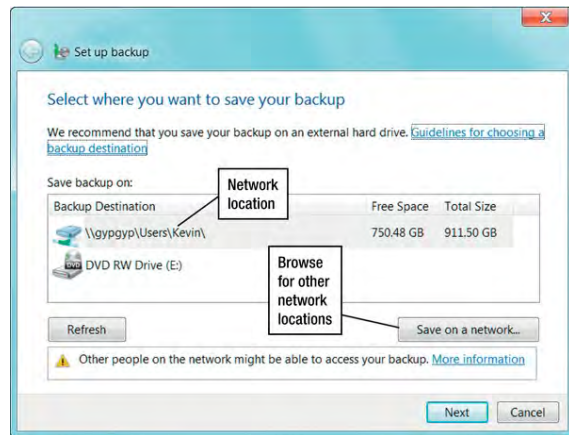 Set up backup
Select where you want to save your backup
We recommend that you save your backup on an external hard drive. Guidelines for choosing a
backup destination
Save backup on:
Network
location
Backup Destination Free Space Total Size
\\gypgyp\Users\Kevin\ 750.48 GB 911.50 GB
DVD DVD RW Drive (E:)
Browse
for other
network
locations
Refresh Save on a network...
Other people on the network might be able to access your backup. More information
Next Cancel